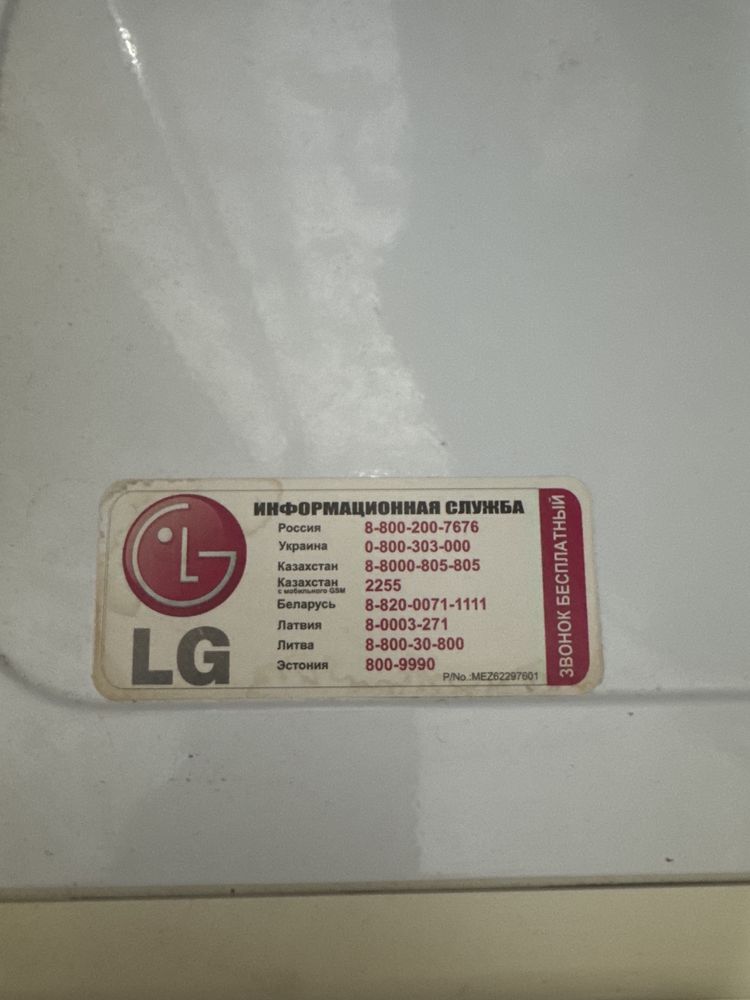 ИНФОРМАЦИОННАЯ СЛУЖБА
Россия 8-800-200-7676
Украина 0-800-303-000
Казахстан 8-8000-805-805
Казахстан 2255
с мобильного GSM
Беларусь 8-820-0071-1111
Латвия 8-0003-271
Литва 8-800-30-800
Эстония 800-9990
P/No.:MEZ62297601
LG
ЗВОНОК БЕСПЛАТНЫЙ